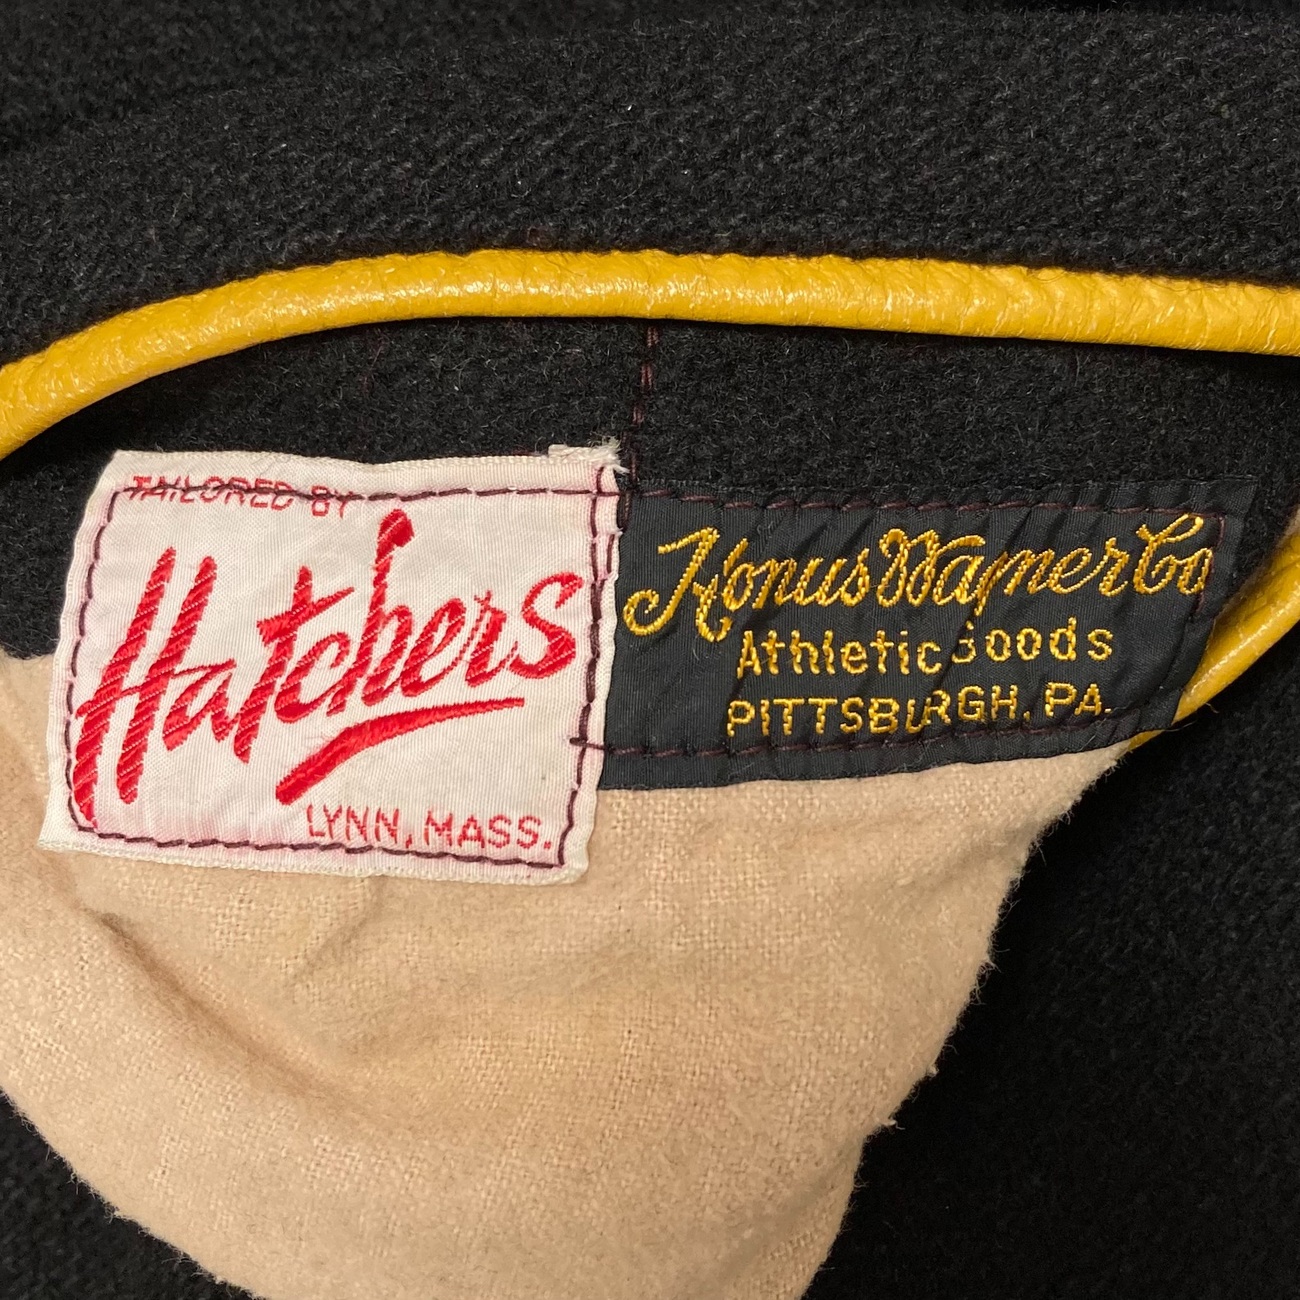 TAILORED BY
Hatchers
LYNN, MASS.
Honus Wagner Co
Athletic Goods
PITTSBURGH, PA.